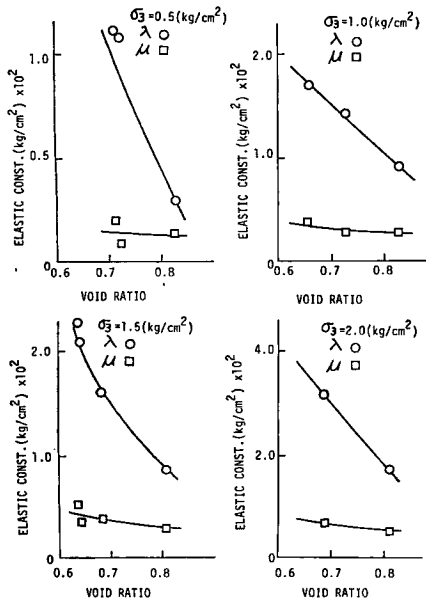 σ3=0.5(kg/cm²)
λ ○
μ □
ELASTIC CONST.(kg/cm²) x10²
1.0
0.5
0
0.6 0.7 0.8
VOID RATIO
σ3=1.0(kg/cm²)
λ ○
μ □
ELASTIC CONST.(kg/cm²) x10²
2.0
1.0
0
0.6 0.7 0.8
VOID RATIO
σ3=1.5(kg/cm²)
λ ○
μ □
ELASTIC CONST.(kg/cm²) x10²
2.0
1.0
0
0.6 0.7 0.8
VOID RATIO
σ3=2.0(kg/cm²)
λ ○
μ □
ELASTIC CONST.(kg/cm²) x10²
4.0
2.0
0
0.6 0.7 0.8
VOID RATIO